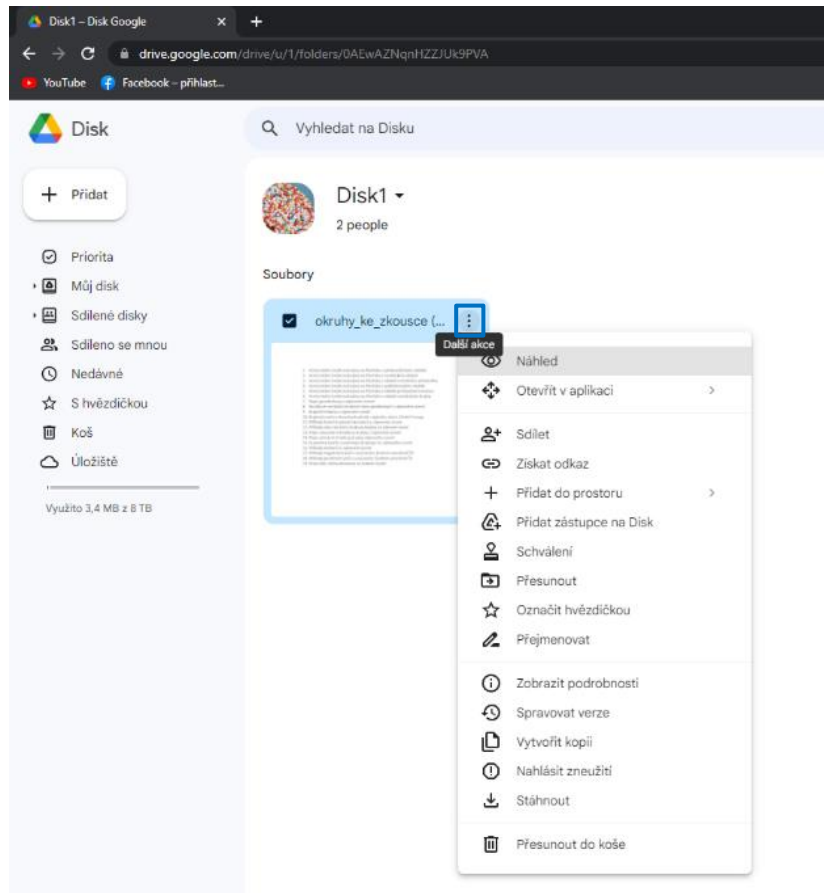 Disk1 – Disk Google
drive.google.com/drive/u/1/folders/0AEwAZNqnHZZJUk9PVA
YouTube
Facebook – přihlást...
Disk
Vyhledat na Disku
Přidat
Disk1
2 people
Priorita
Můj disk
Sdílené disky
Sdíleno se mnou
Nedávné
S hvězdičkou
Koš
Úložiště
Využito 3,4 MB z 8 TB
Soubory
okruhy_ke_zkousce (...
Další akce
Náhled
Otevřít v aplikaci
Sdílet
Získat odkaz
Přidat do prostoru
Přidat zástupce na Disk
Schválení
Přesunout
Označit hvězdičkou
Přejmenovat
Zobrazit podrobnosti
Spravovat verze
Vytvořit kopii
Nahlásit zneužití
Stáhnout
Přesunout do koše